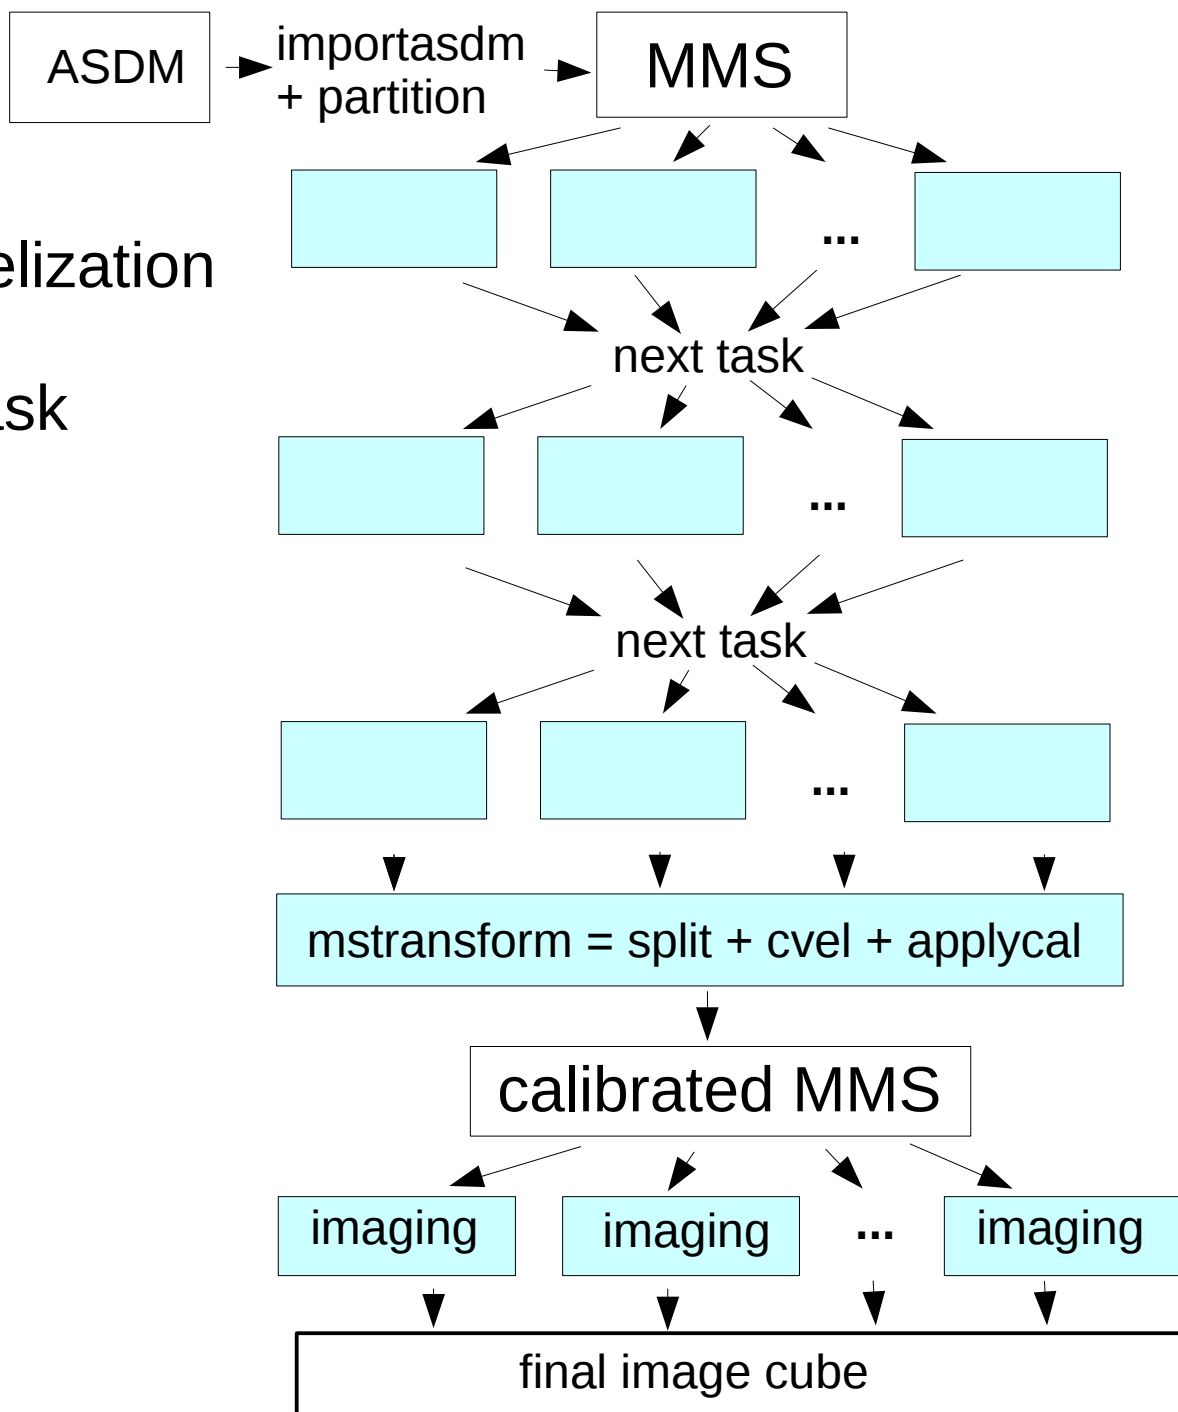 ASDM
importasdm
+ partition
MMS
...
elization
next task
ask
...
next task
...
mstransform = split + cvel + applycal
calibrated MMS
imaging
imaging
...
imaging
final image cube